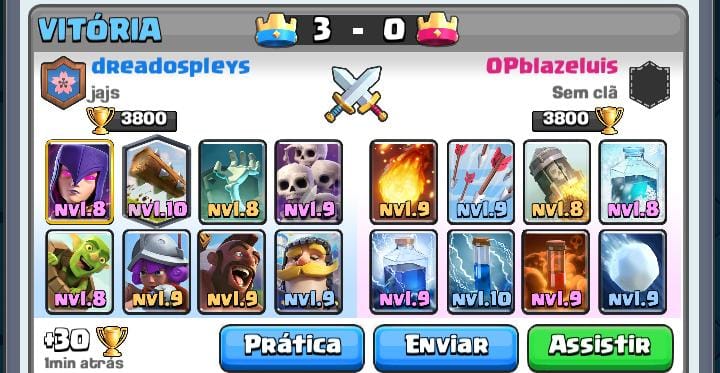 VITÓRIA 3 - 0
dreadospleys OPblazeluis
jajs Sem clã
3800 3800
Nvl.8 Nvl.10 Nvl.8 Nvl.9 Nvl.9 Nvl.9 Nvl.8 Nvl.8
Nvl.8 Nvl.9 Nvl.9 Nvl.9 Nvl.9 Nvl.10 Nvl.9 Nvl.9
+30 Prática Enviar Assistir
1min atrás